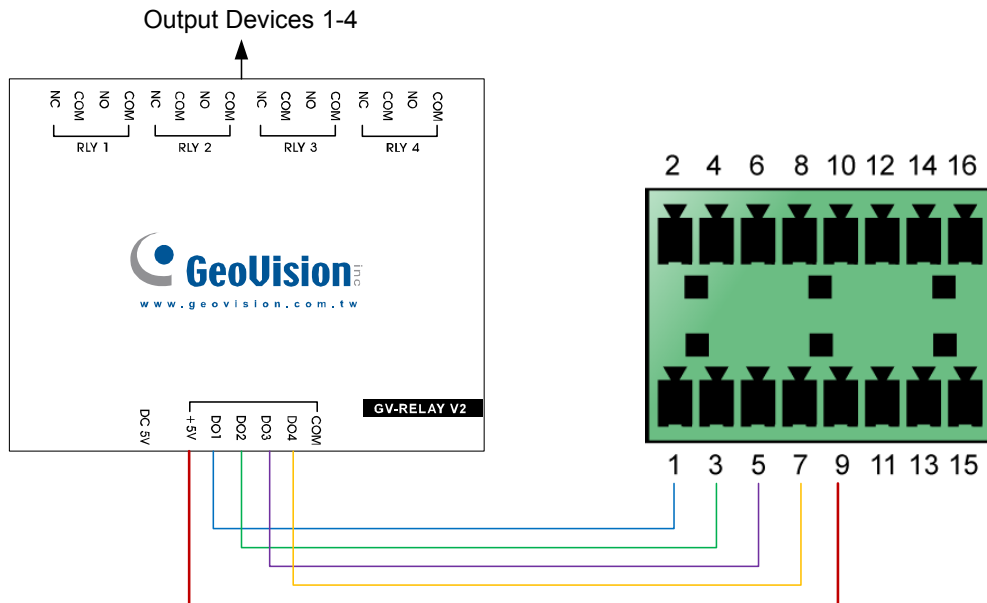 Output Devices 1-4
NC COM NO COM NC COM NO COM NC COM NO COM NC COM NO COM
RLY 1 RLY 2 RLY 3 RLY 4
GeoVision inc
www.geovision.com.tw
GV-RELAY V2
DC 5V +5V DO1 DO2 DO3 DO4 COM
2 4 6 8 10 12 14 16
1 3 5 7 9 11 13 15